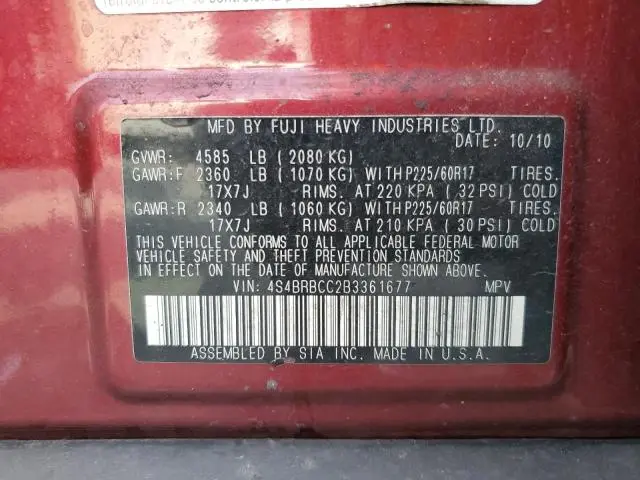 MFD BY FUJI HEAVY INDUSTRIES LTD.
DATE: 10/10
GVWR: 4585 LB (2080 KG)
GAWR:F 2360 LB (1070 KG) WITHP225/60R17 TIRES.
17X7J RIMS. AT 220 KPA (32 PSI) COLD
GAWR:R 2340 LB (1060 KG) WITHP225/60R17 TIRES.
17X7J RIMS. AT 210 KPA (30 PSI) COLD
THIS VEHICLE CONFORMS TO ALL APPLICABLE FEDERAL MOTOR
VEHICLE SAFETY AND THEFT PREVENTION STANDARDS
IN EFFECT ON THE DATE OF MANUFACTURE SHOWN ABOVE.
VIN: 4S4BRBCC2B3361677 MPV
ASSEMBLED BY SIA INC. MADE IN U.S.A.